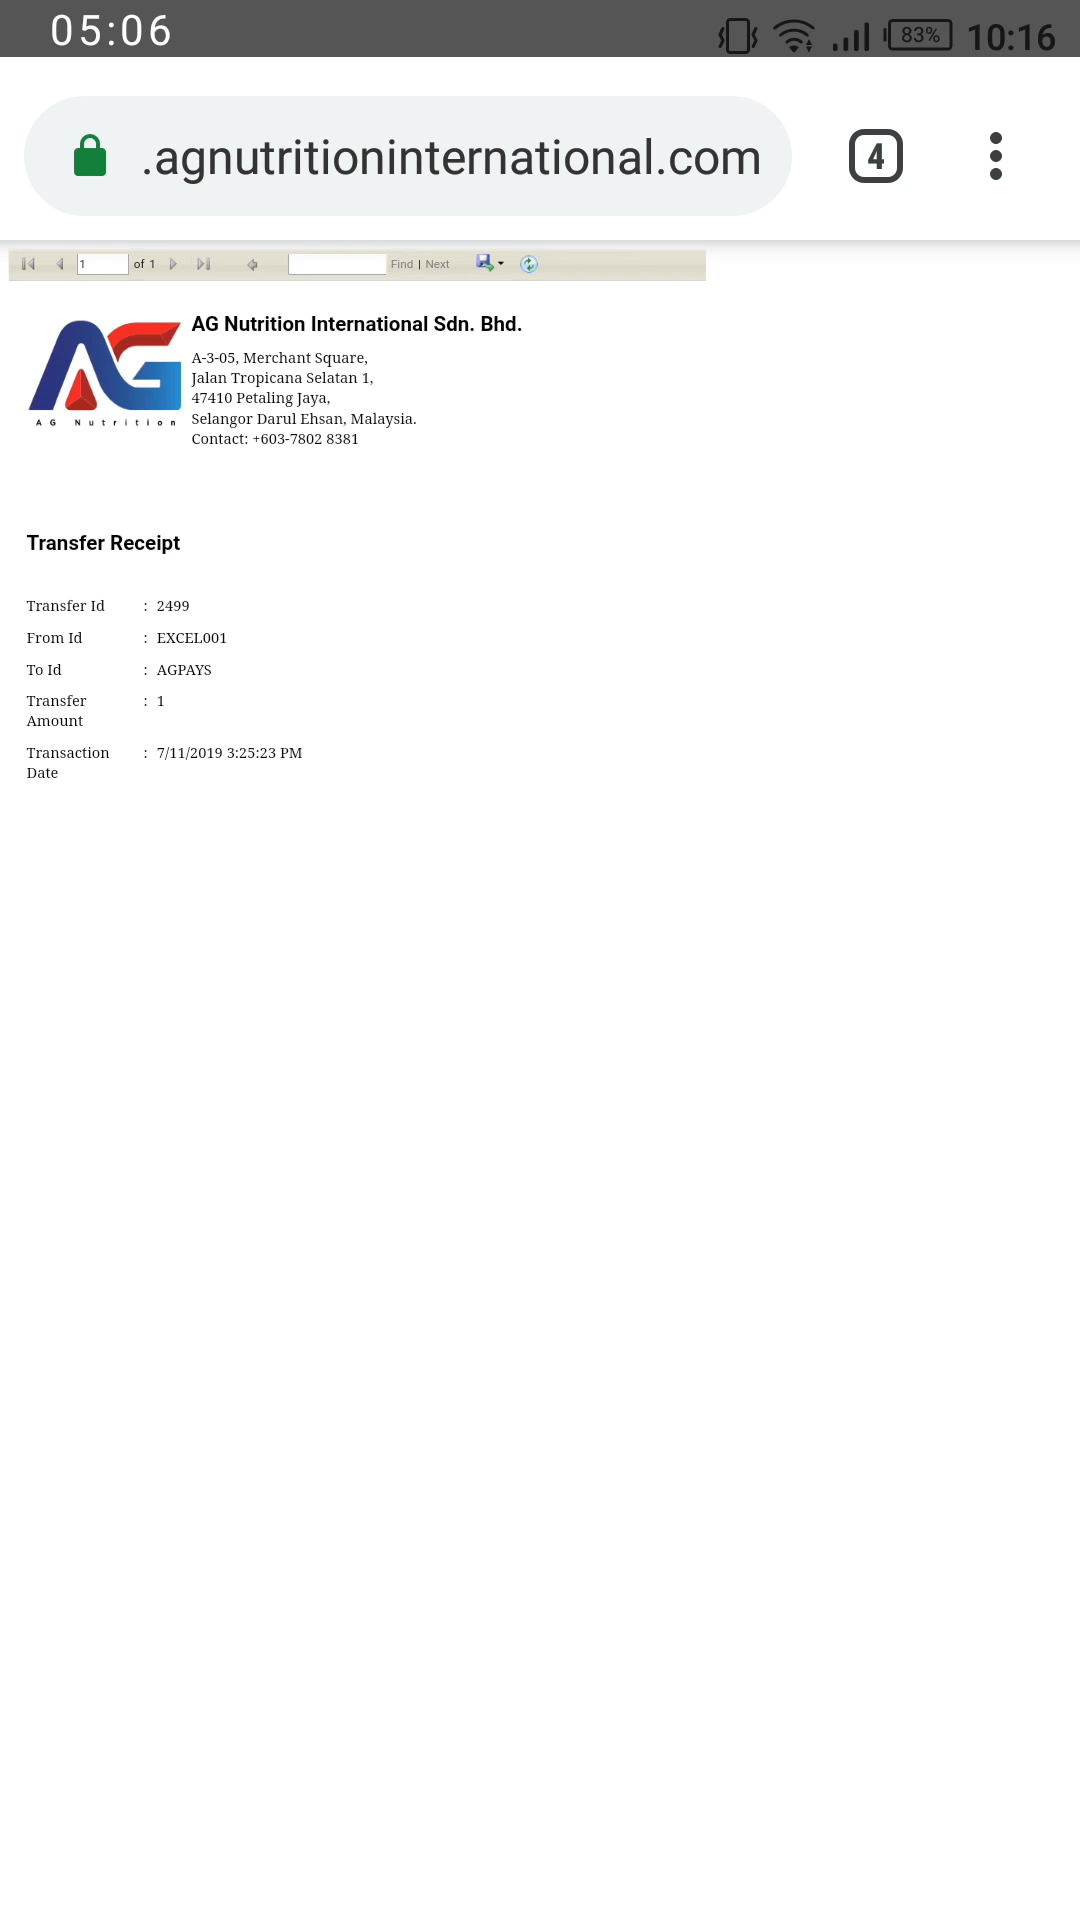 05:06
83% 10:16
.agnutritioninternational.com 4
1 of 1 Find | Next
AG Nutrition International Sdn. Bhd.
A-3-05, Merchant Square,
Jalan Tropicana Selatan 1,
47410 Petaling Jaya,
Selangor Darul Ehsan, Malaysia.
Contact: +603-7802 8381
AG
AG Nutrition
Transfer Receipt
Transfer Id : 2499
From Id : EXCEL001
To Id : AGPAYS
Transfer : 1
Amount
Transaction : 7/11/2019 3:25:23 PM
Date